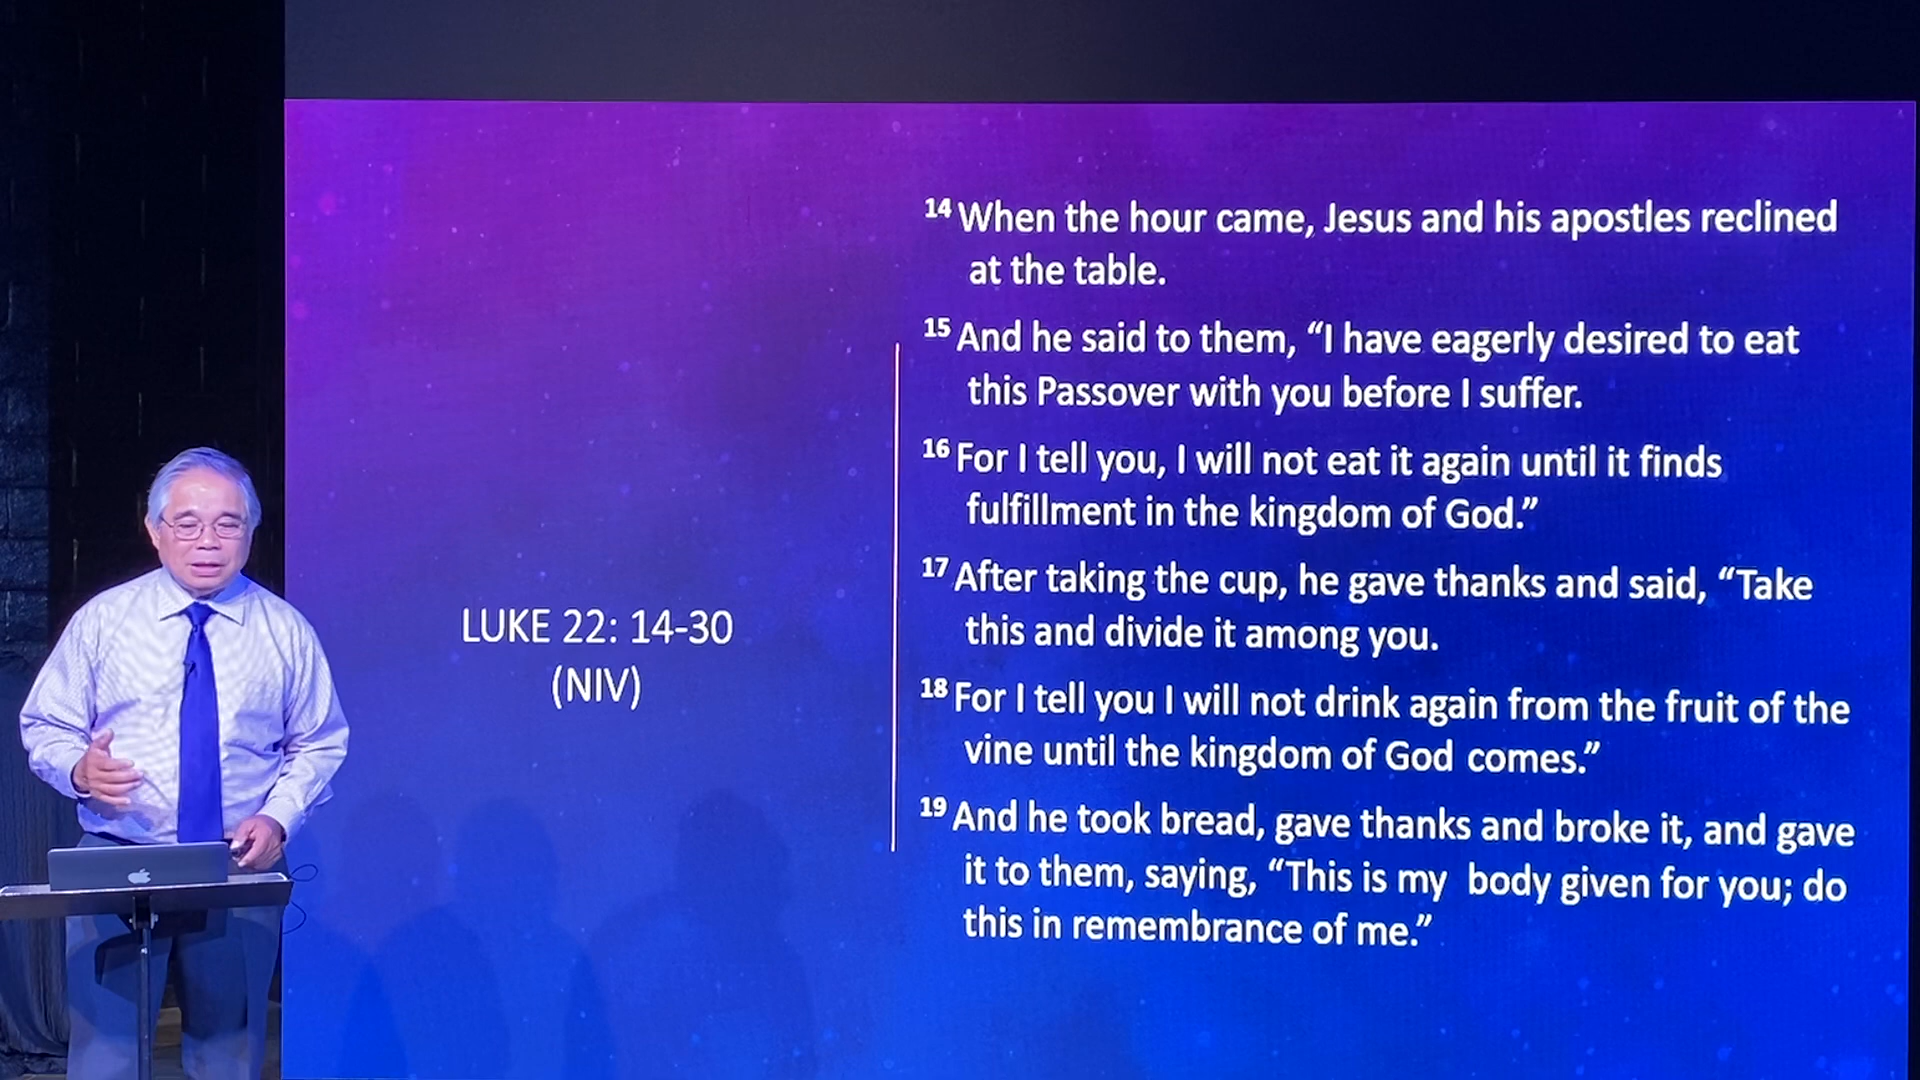 LUKE 22: 14-30
(NIV)
14 When the hour came, Jesus and his apostles reclined
at the table.
15 And he said to them, “I have eagerly desired to eat
this Passover with you before I suffer.
16 For I tell you, I will not eat it again until it finds
fulfillment in the kingdom of God.”
17 After taking the cup, he gave thanks and said, “Take
this and divide it among you.
18 For I tell you I will not drink again from the fruit of the
vine until the kingdom of God comes.”
19 And he took bread, gave thanks and broke it, and gave
it to them, saying, “This is my body given for you; do
this in remembrance of me.”